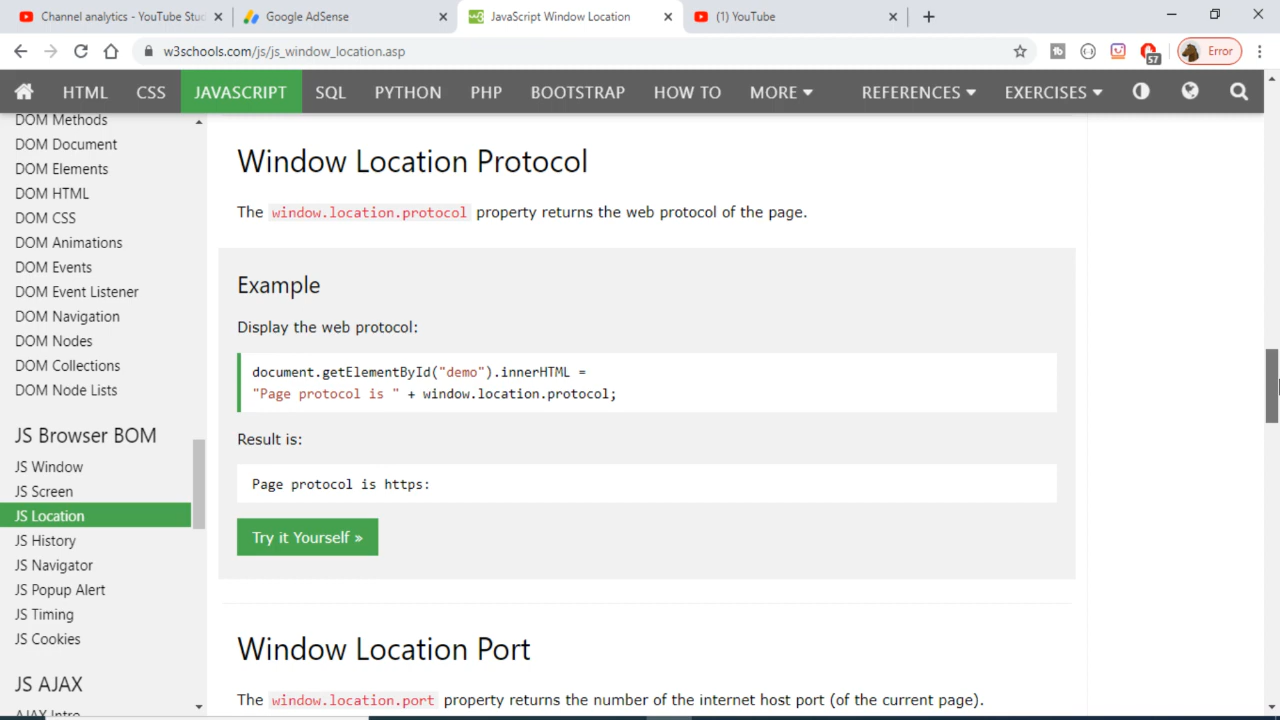 Channel analytics - YouTube Stud
Google AdSense
JavaScript Window Location
(1) YouTube
w3schools.com/js/js_window_location.asp
57
Error
HTML
CSS
JAVASCRIPT
SQL
PYTHON
PHP
BOOTSTRAP
HOW TO
MORE
REFERENCES
EXERCISES
DOM Methods
DOM Document
DOM Elements
DOM HTML
DOM CSS
DOM Animations
DOM Events
DOM Event Listener
DOM Navigation
DOM Nodes
DOM Collections
DOM Node Lists
JS Browser BOM
JS Window
JS Screen
JS Location
JS History
JS Navigator
JS Popup Alert
JS Timing
JS Cookies
JS AJAX
AJAX Intro
Window Location Protocol
The window.location.protocol property returns the web protocol of the page.
Example
Display the web protocol:
document.getElementById("demo").innerHTML =
"Page protocol is " + window.location.protocol;
Result is:
Page protocol is https:
Try it Yourself »
Window Location Port
The window.location.port property returns the number of the internet host port (of the current page).